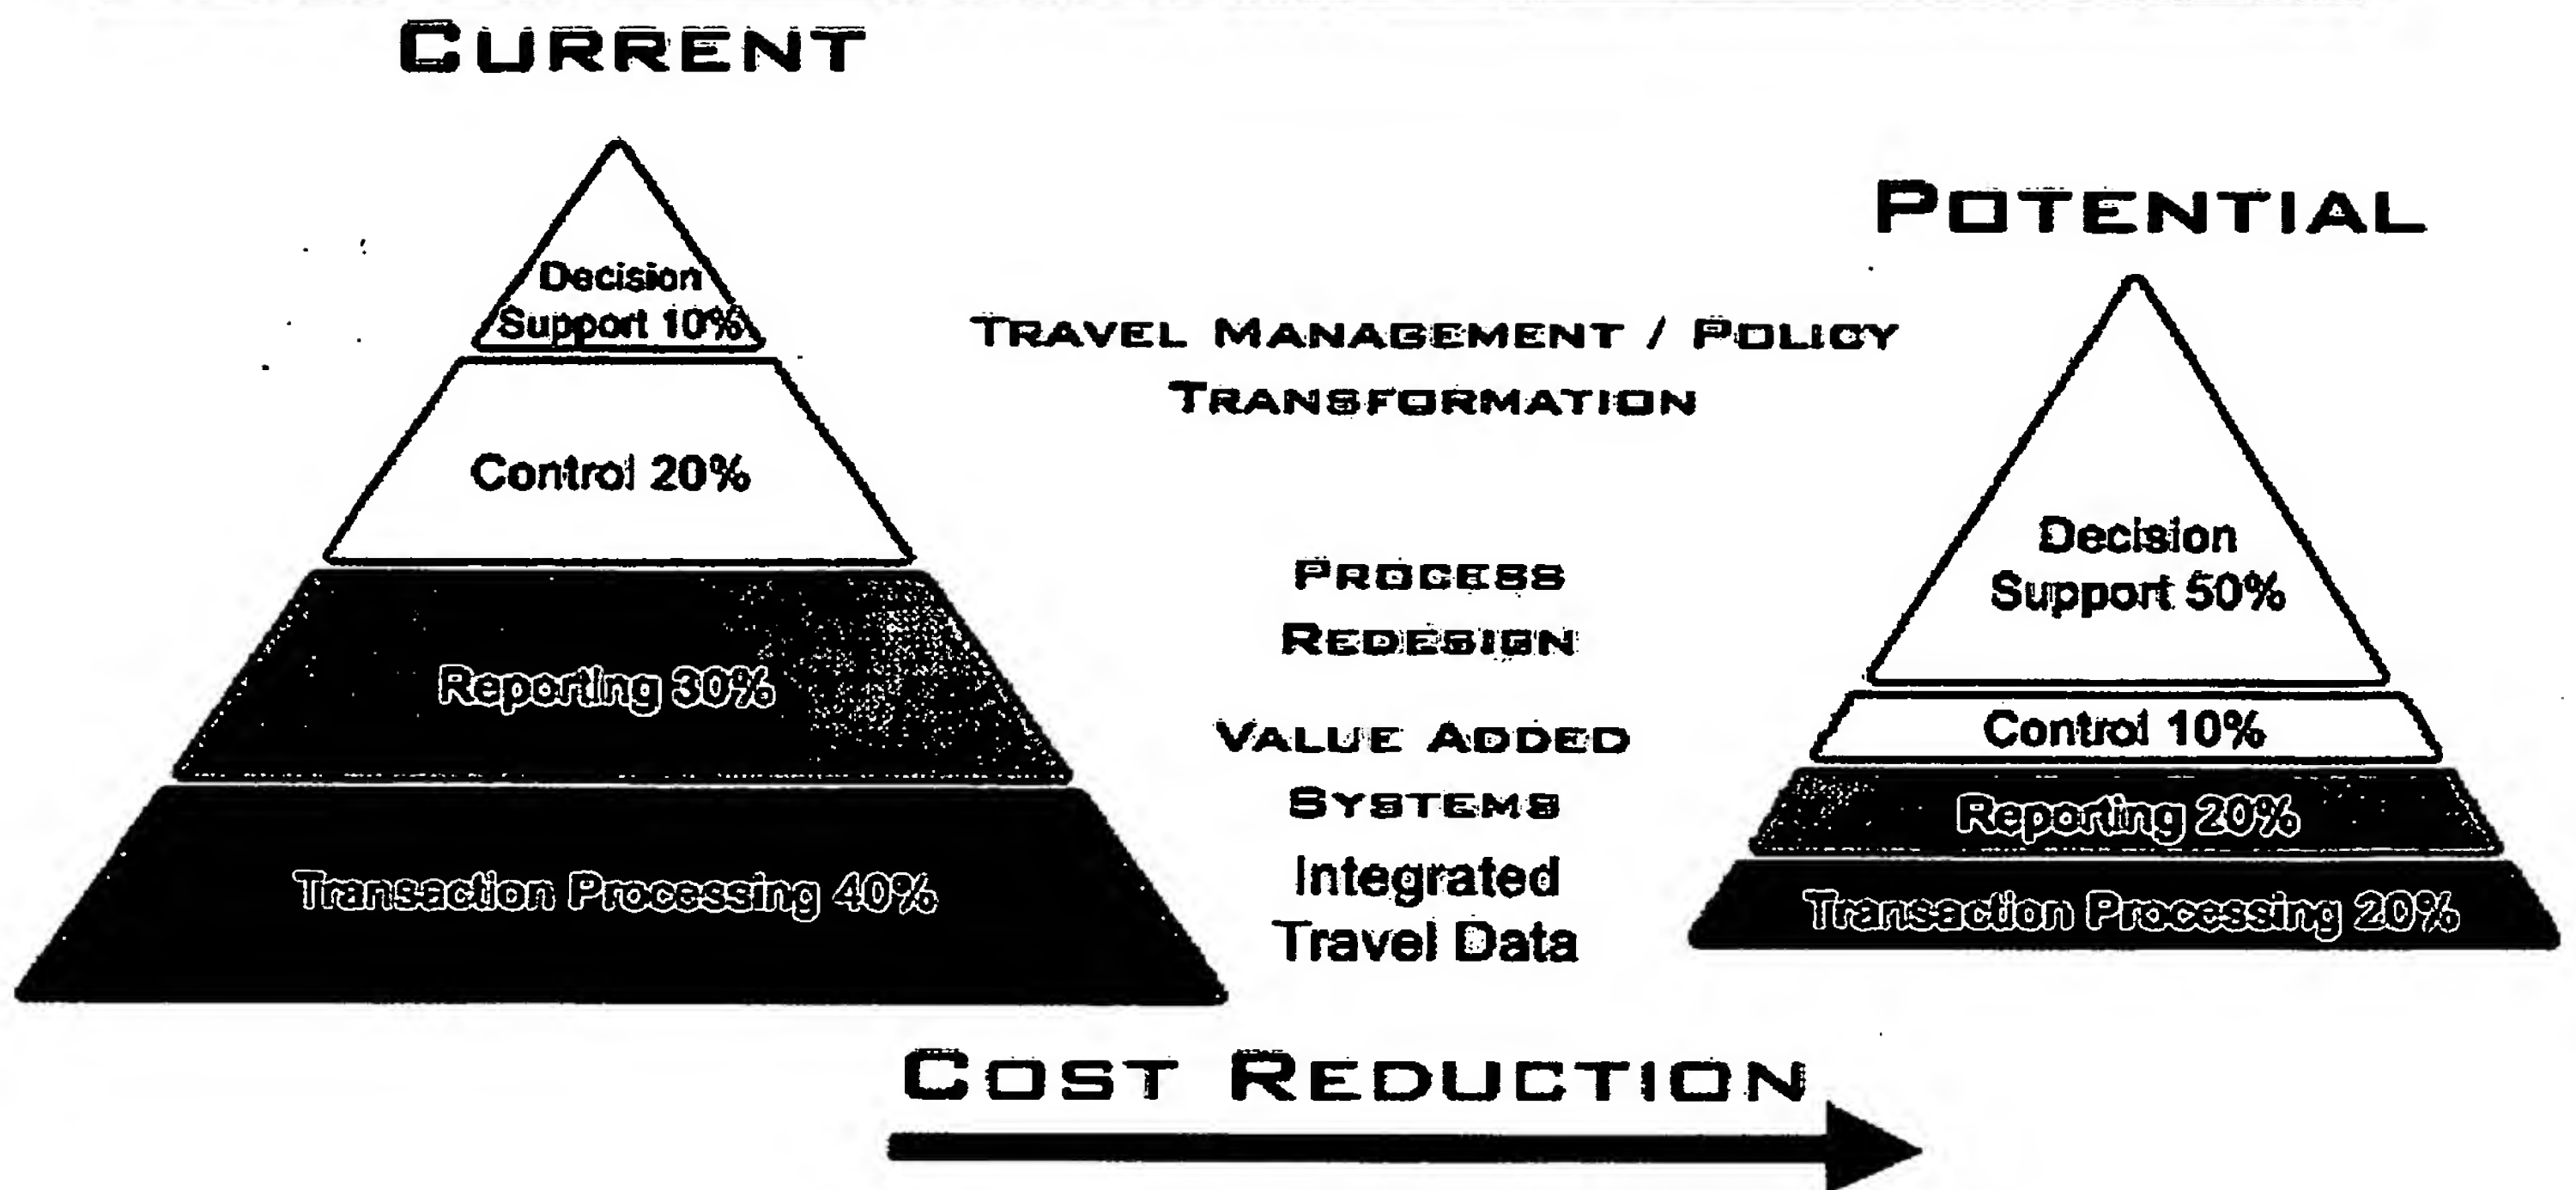 CURRENT
Decision
Support 10%
Control 20%
Reporting 30%
Transaction Processing 40%
TRAVEL MANAGEMENT / POLICY
TRANSFORMATION
PROCESS
REDESIGN
VALUE ADDED
SYSTEMS
Integrated
Travel Data
POTENTIAL
Decision
Support 50%
Control 10%
Reporting 20%
Transaction Processing 20%
COST REDUCTION